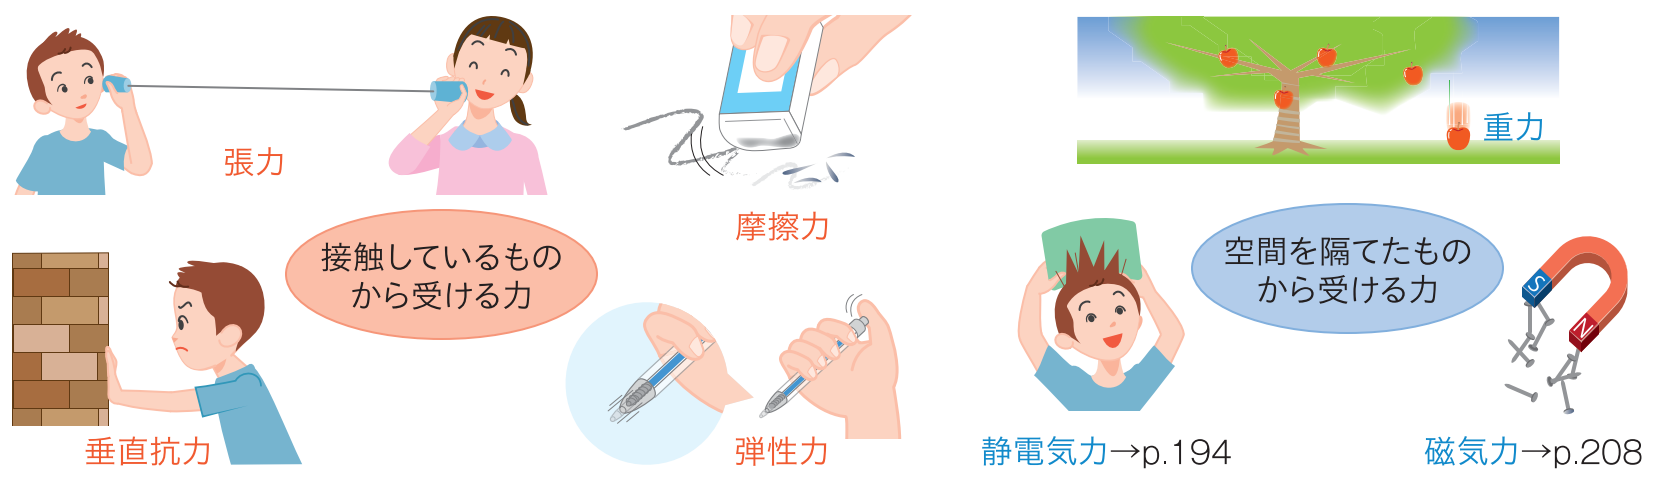 張力
摩擦力
接触しているもの
から受ける力
垂直抗力
弾性力
重力
空間を隔てたもの
から受ける力
S
N
静電気力→p.194
磁気力→p.208